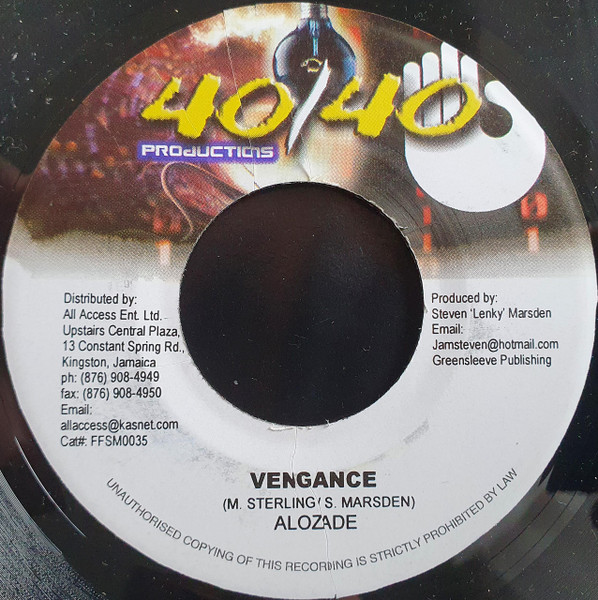 40/40
PRODUCTIONS
Distributed by:
All Access Ent. Ltd.
Upstairs Central Plaza,
13 Constant Spring Rd.,
Kingston, Jamaica
ph: (876) 908-4949
fax: (876) 908-4950
Email:
allaccess@kasnet.com
Cat#: FFSM0035
Produced by:
Steven 'Lenky' Marsden
Email:
Jamsteven@hotmail.com
Greensleeve Publishing
VENGANCE
(M. STERLING/ S. MARSDEN)
ALOZADE
UNAUTHORISED COPYING OF THIS RECORDING IS STRICTLY PROHIBITED BY LAW